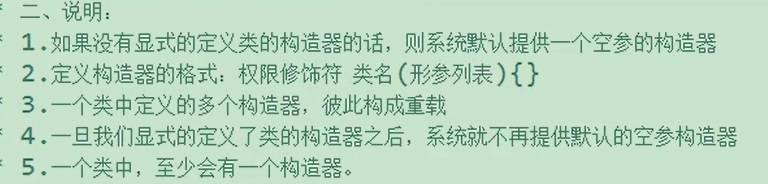 * 二、说明:
* 1.如果没有显式的定义类的构造器的话, 则系统默认提供一个空参的构造器
* 2.定义构造器的格式: 权限修饰符 类名(形参列表){}
* 3.一个类中定义的多个构造器, 彼此构成重载
* 4.一旦我们显式的定义了类的构造器之后, 系统就不再提供默认的空参构造器
* 5.一个类中, 至少会有一个构造器。